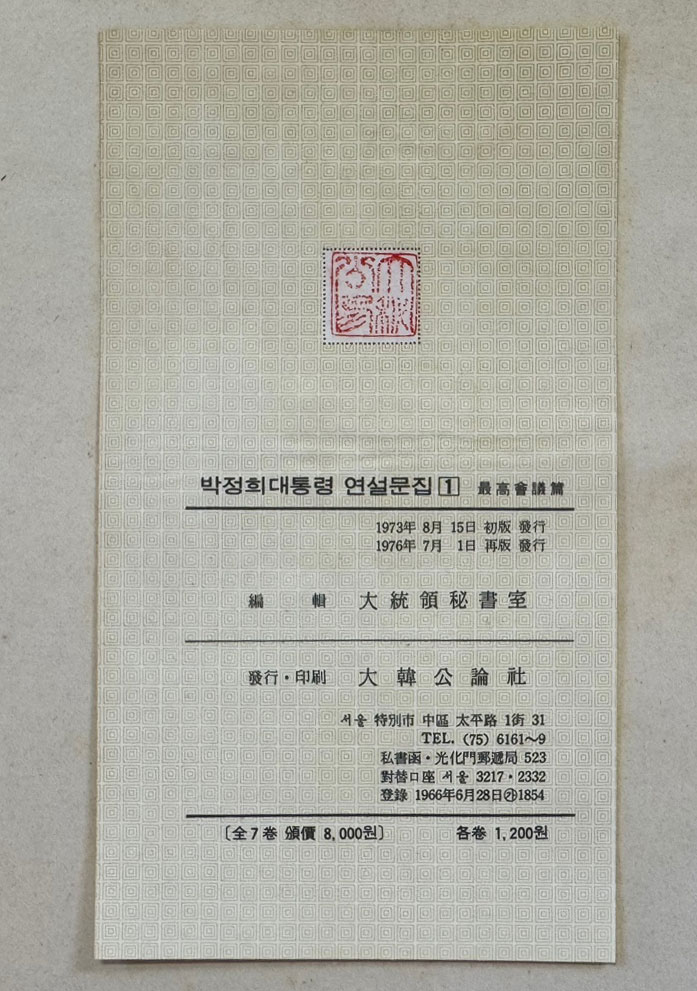 박정희대통령 연설문집 1 最高會議篇
1973年 8月 15日 初版 發行
1976年 7月 1日 再版 發行
編 輯 大統領秘書室
發行·印刷 大韓公論社
서울 特別市 中區 太平路 1街 31
TEL. (75) 6161~9
私書函·光化門郵遞局 523
對替口座 서울 3217·2332
登錄 1966年6月28日㉮1854
〔全7卷 頒價 8,000원〕 各卷 1,200원